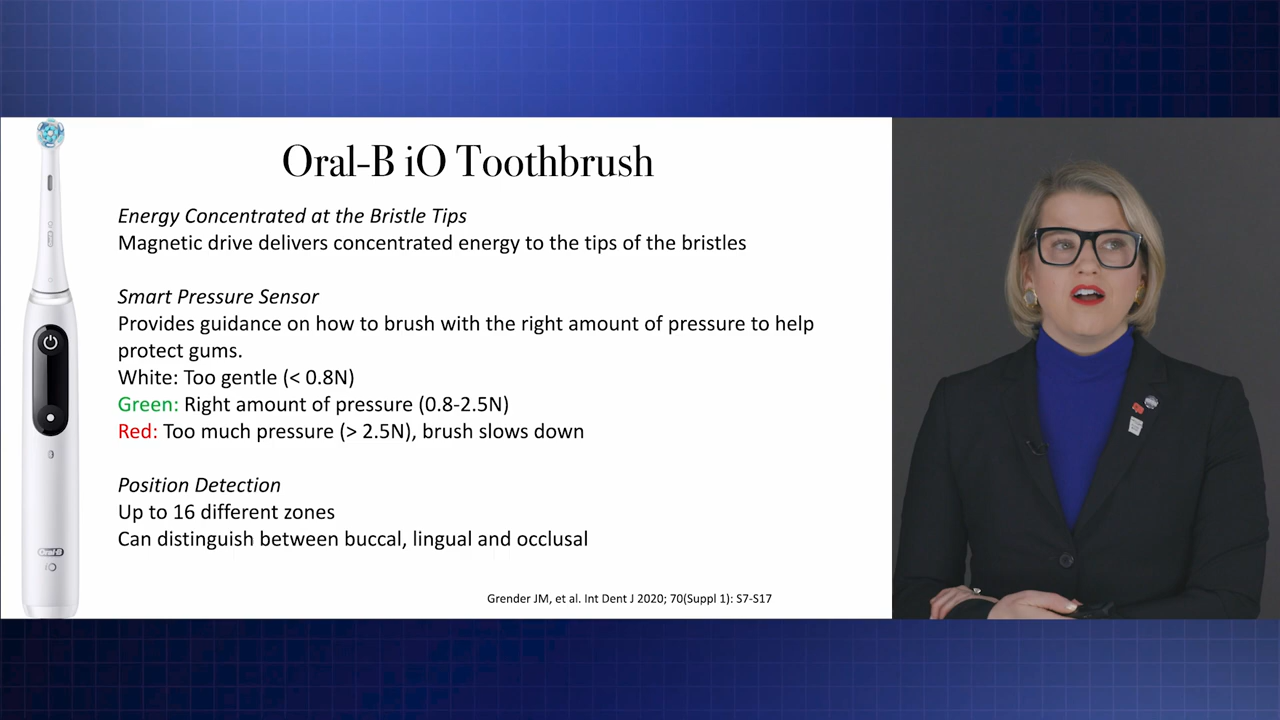 Oral-B iO Toothbrush
Energy Concentrated at the Bristle Tips
Magnetic drive delivers concentrated energy to the tips of the bristles
Smart Pressure Sensor
Provides guidance on how to brush with the right amount of pressure to help
protect gums.
White: Too gentle (< 0.8N)
Green: Right amount of pressure (0.8-2.5N)
Red: Too much pressure (> 2.5N), brush slows down
Position Detection
Up to 16 different zones
Can distinguish between buccal, lingual and occlusal
Grender JM, et al. Int Dent J 2020; 70(Suppl 1): S7-S17
Oral-B
iO